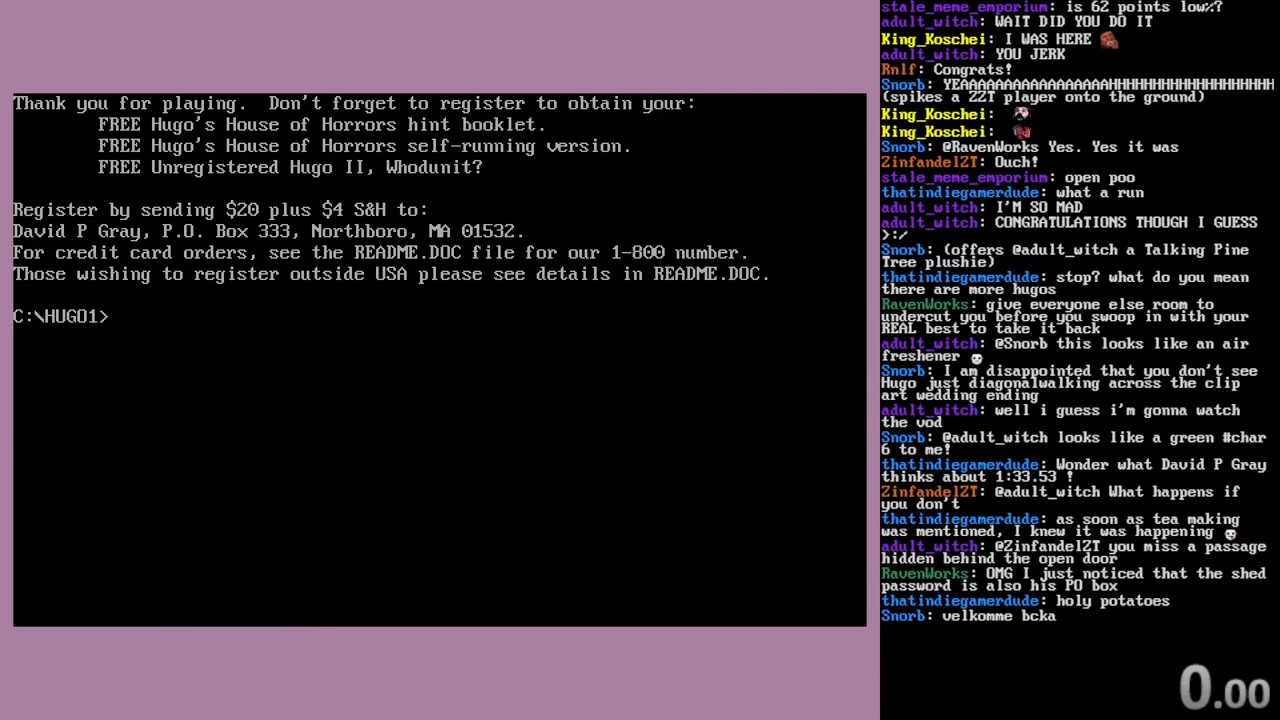 Thank you for playing.  Don't forget to register to obtain your:
FREE Hugo's House of Horrors hint booklet.
FREE Hugo's House of Horrors self-running version.
FREE Unregistered Hugo II, Whodunit?
Register by sending $20 plus $4 S&H to:
David P Gray, P.O. Box 333, Northboro, MA 01532.
For credit card orders, see the README.DOC file for our 1-800 number.
Those wishing to register outside USA please see details in README.DOC.
C:\HUGO1>
stale_meme_emporium: is 62 points low%?
adult_witch: WAIT DID YOU DO IT
King_Koschei: I WAS HERE
adult_witch: YOU JERK
Rnlf: Congrats!
Snorb: YEAAAAAAAAAAAAAAAAAHHHHHHHHHHHHHHHHHHH
(spikes a ZZT player onto the ground)
King_Koschei:
King_Koschei:
Snorb: @RavenWorks Yes. Yes it was
ZinfandelZT: Ouch!
stale_meme_emporium: open poo
thatindiegamerdude: what a run
adult_witch: I'M SO MAD
adult_witch: CONGRATULATIONS THOUGH I GUESS
>:/
Snorb: (offers @adult_witch a Talking Pine
Tree plushie)
thatindiegamerdude: stop? what do you mean
there are more hugos
RavenWorks: give everyone else room to
undercut you before you swoop in with your
REAL best to take it back
adult_witch: @Snorb this looks like an air
freshener
Snorb: I am disappointed that you don't see
Hugo just diagonalwalking across the clip
art wedding ending
adult_witch: well i guess i'm gonna watch
the vod
Snorb: @adult_witch looks like a green #char
6 to me!
thatindiegamerdude: Wonder what David P Gray
thinks about 1:33.53 !
ZinfandelZT: @adult_witch What happens if
you don't
thatindiegamerdude: as soon as tea making
was mentioned, I knew it was happening
adult_witch: @ZinfandelZT you miss a passage
hidden behind the open door
RavenWorks: OMG I just noticed that the shed
password is also his PO box
thatindiegamerdude: holy potatoes
Snorb: velkomme bcka
0.00